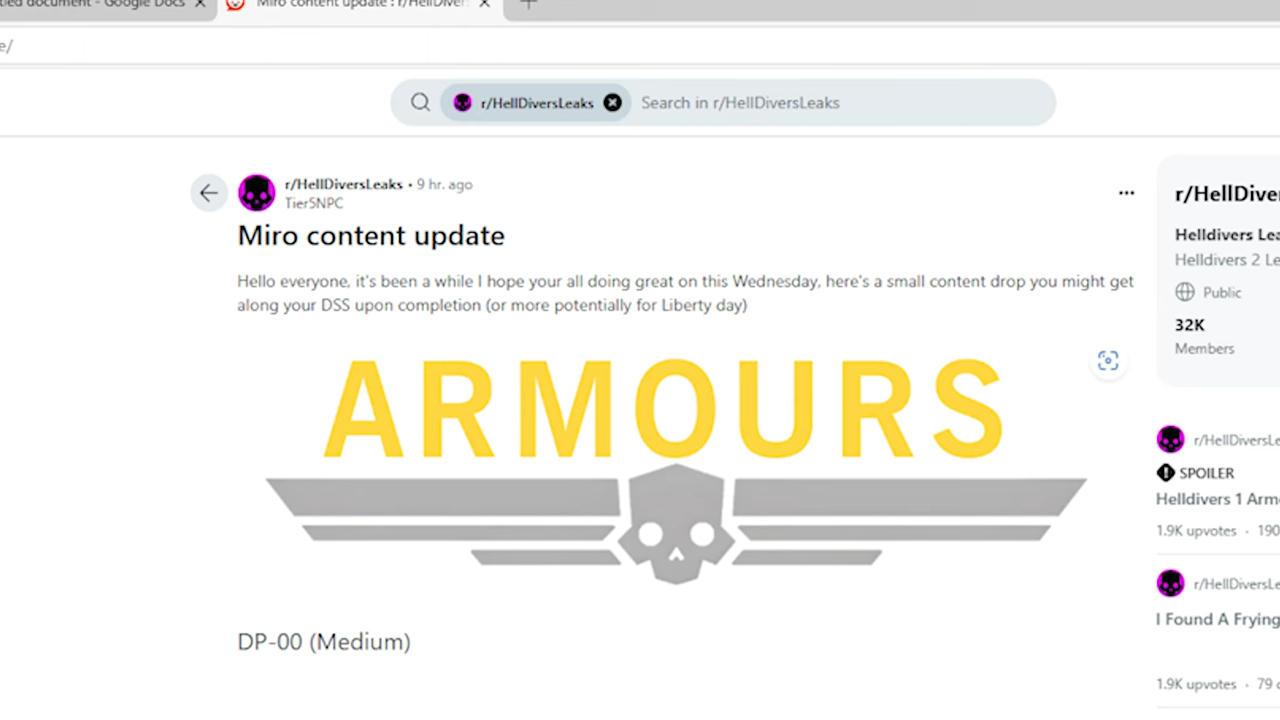 tled document - Google Docs
Miro content update : r/HellDiver
e/
r/HellDiversLeaks
Search in r/HellDiversLeaks
r/HellDiversLeaks • 9 hr. ago
Tier5NPC
Miro content update
Hello everyone, it's been a while I hope your all doing great on this Wednesday, here's a small content drop you might get
along your DSS upon completion (or more potentially for Liberty day)
ARMOURS
DP-00 (Medium)
r/HellDive
Helldivers Lea
Helldivers 2 Le
Public
32K
Members
r/HellDiversLe
SPOILER
Helldivers 1 Armo
1.9K upvotes · 190
r/HellDiversLe
I Found A Frying
1.9K upvotes · 79 c